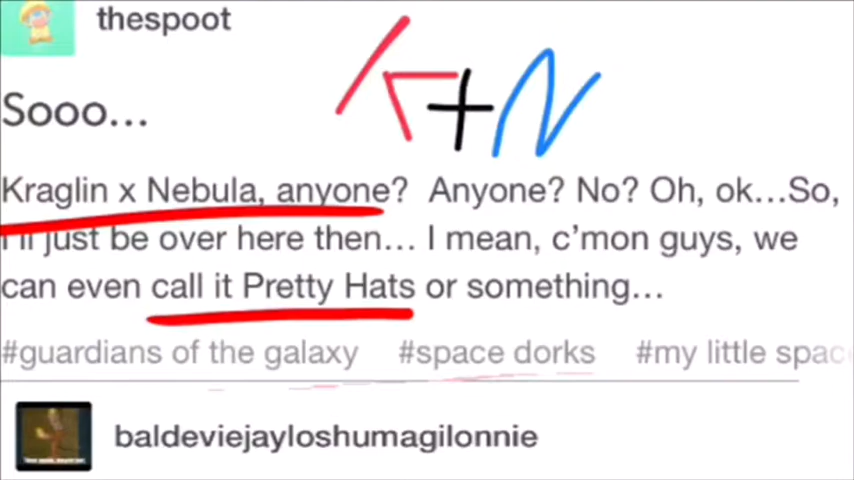 thespoot
K+N
Sooo...
Kraglin x Nebula, anyone? Anyone? No? Oh, ok...So,
I'll just be over here then... I mean, c'mon guys, we
can even call it Pretty Hats or something...
#guardians of the galaxy #space dorks #my little spac
baldeviejayloshumagilonnie